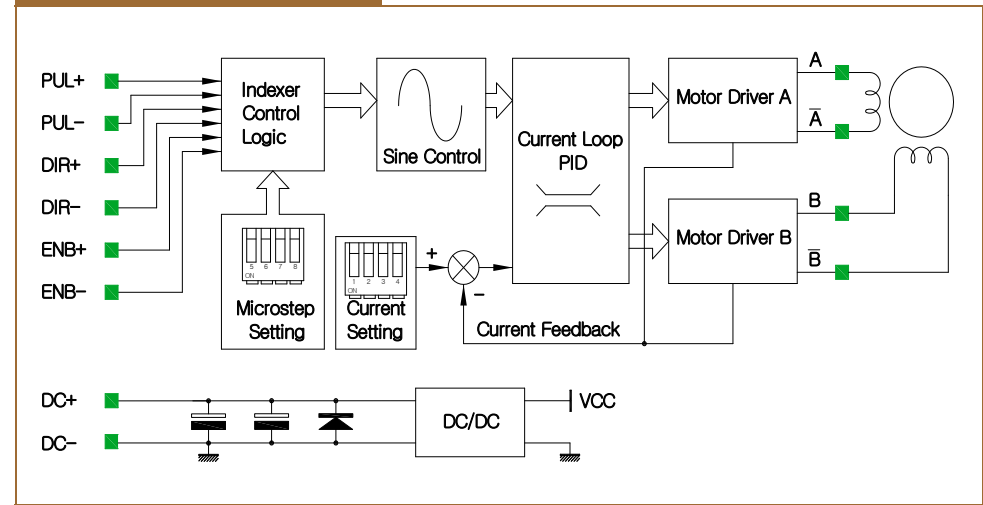 PUL+
PUL-
DIR+
DIR-
ENB+
ENB-
Indexer
Control
Logic
Sine Control
Current Loop
PID
Motor Driver A
A
A̅
Motor Driver B
B
B̅
5 6 7 8
ON
Microstep
Setting
1 2 3 4
ON
Current
Setting
+
-
Current Feedback
DC+
DC-
DC/DC
VCC